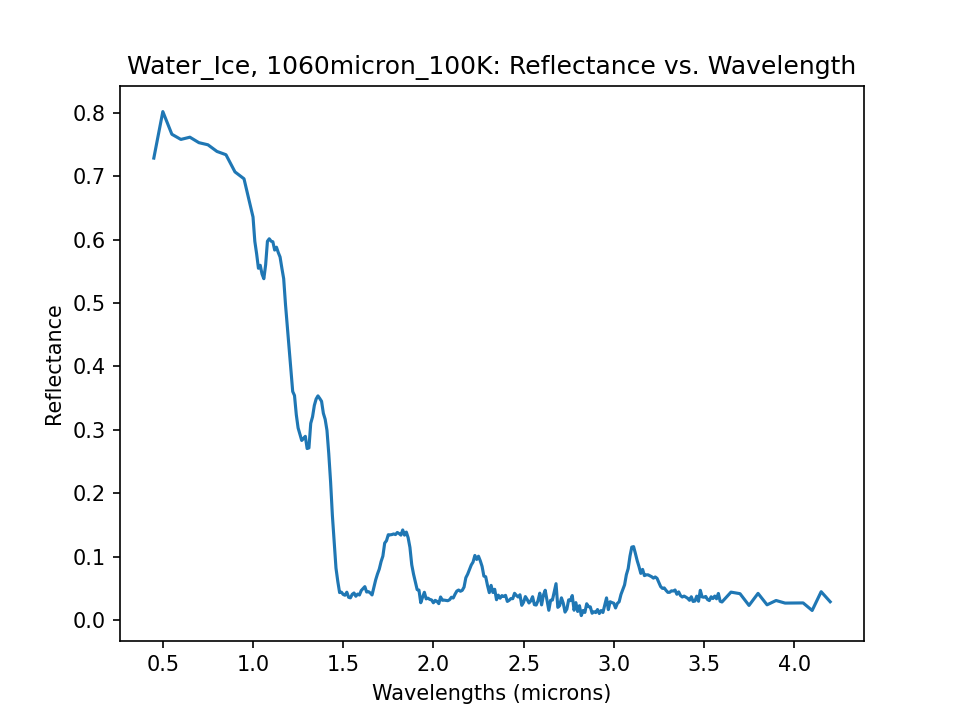 Water_Ice, 1060micron_100K: Reflectance vs. Wavelength
Reflectance
0.8
0.7
0.6
0.5
0.4
0.3
0.2
0.1
0.0
0.5 1.0 1.5 2.0 2.5 3.0 3.5 4.0
Wavelengths (microns)